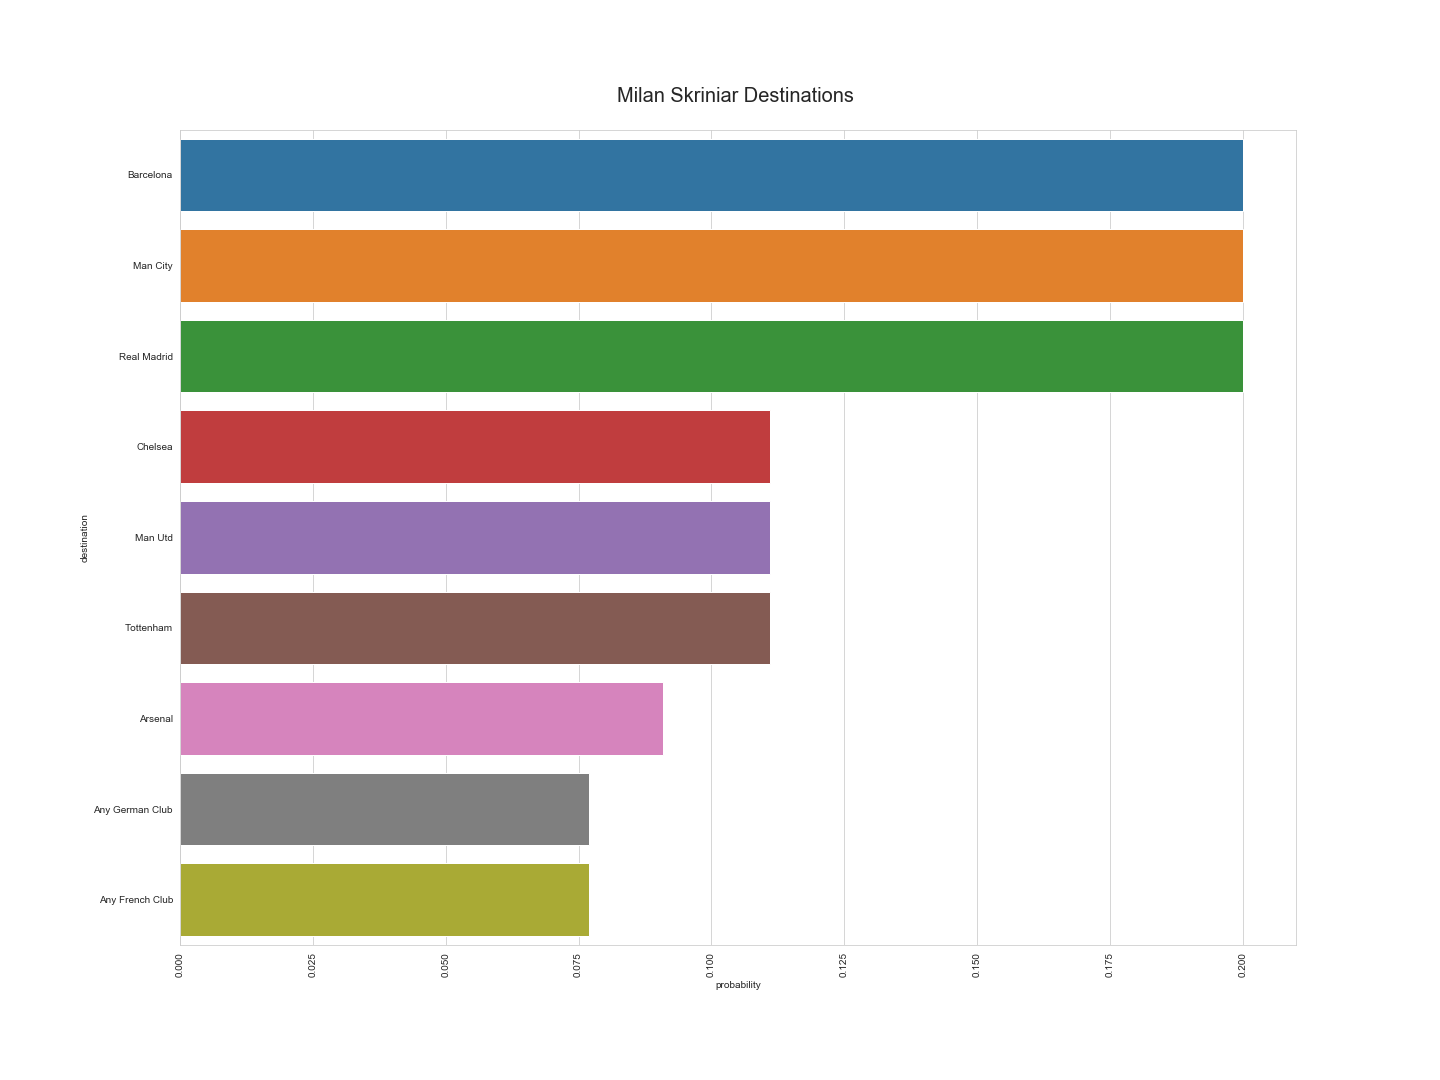 Milan Skriniar Destinations
Barcelona
Man City
Real Madrid
Chelsea
Man Utd
Tottenham
Arsenal
Any German Club
Any French Club
destination
0.000
0.025
0.050
0.075
0.100
0.125
0.150
0.175
0.200
probability